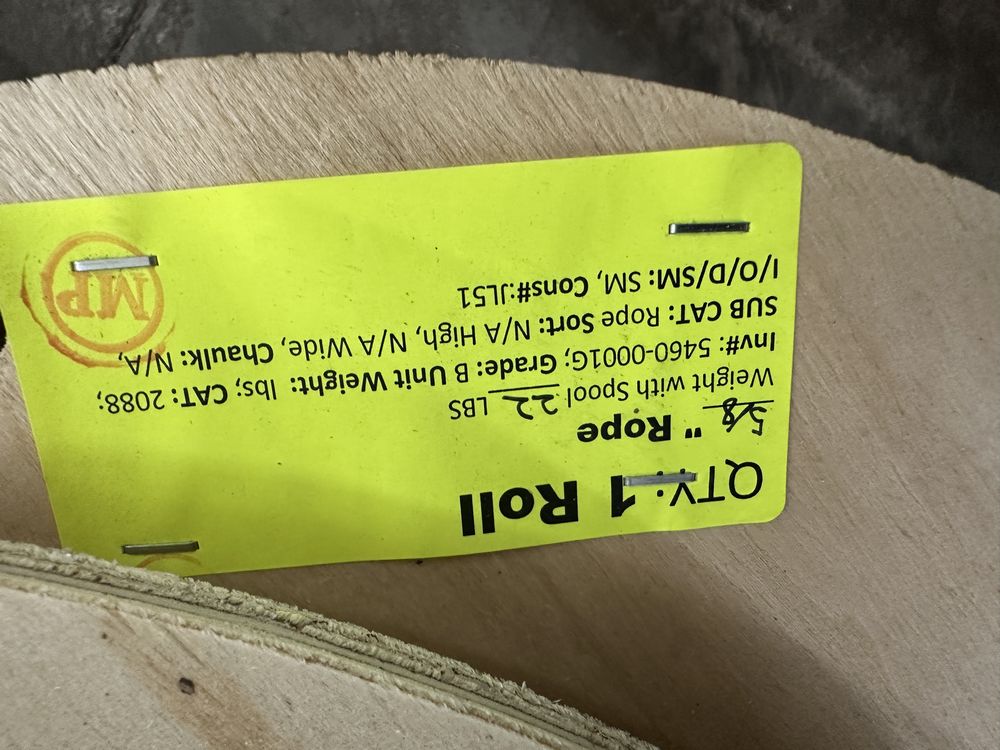 QTY: 1 Roll
5/8 " Rope
Weight with Spool 22 LBS
Inv#: 5460-0001G; Grade: B Unit Weight: lbs; CAT: 2088;
SUB CAT: Rope Sort: N/A High, N/A Wide, Chaulk: N/A,
I/O/D/SM: SM, Cons#:JL51
MP